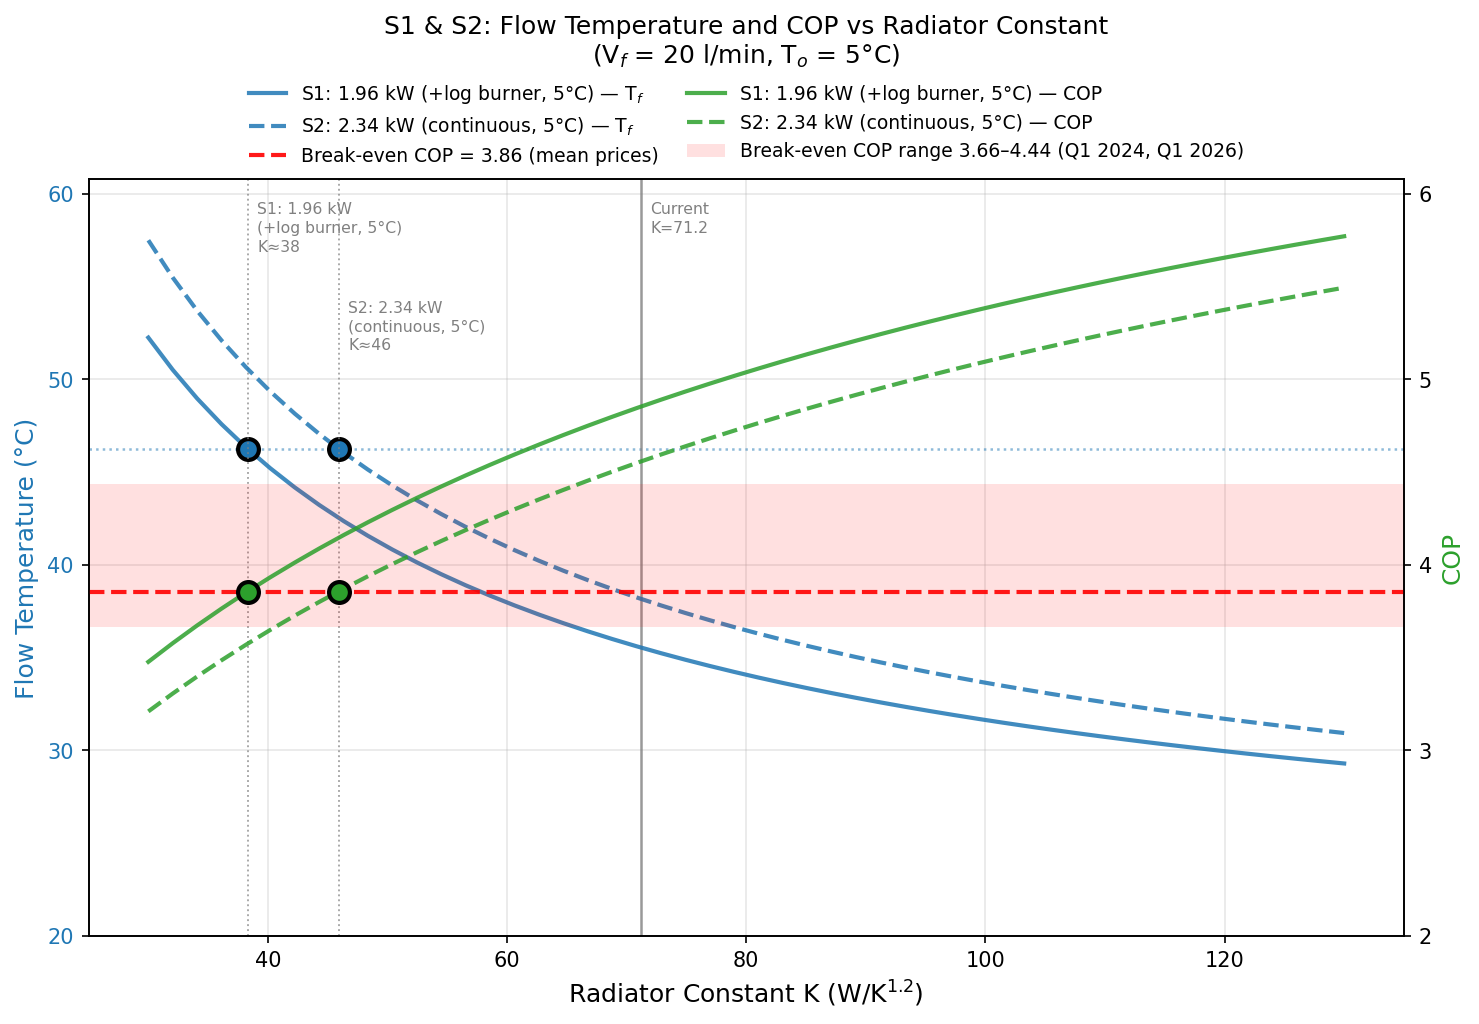 S1 & S2: Flow Temperature and COP vs Radiator Constant
(V_f = 20 l/min, T_o = 5°C)
S1: 1.96 kW (+log burner, 5°C) — T_f
S2: 2.34 kW (continuous, 5°C) — T_f
Break-even COP = 3.86 (mean prices)
S1: 1.96 kW (+log burner, 5°C) — COP
S2: 2.34 kW (continuous, 5°C) — COP
Break-even COP range 3.66–4.44 (Q1 2024, Q1 2026)
S1: 1.96 kW
(+log burner, 5°C)
K≈38
S2: 2.34 kW
(continuous, 5°C)
K≈46
Current
K=71.2
Flow Temperature (°C)
60
50
40
30
20
6
5
4
3
2
COP
40
60
80
100
120
Radiator Constant K (W/K^1.2)